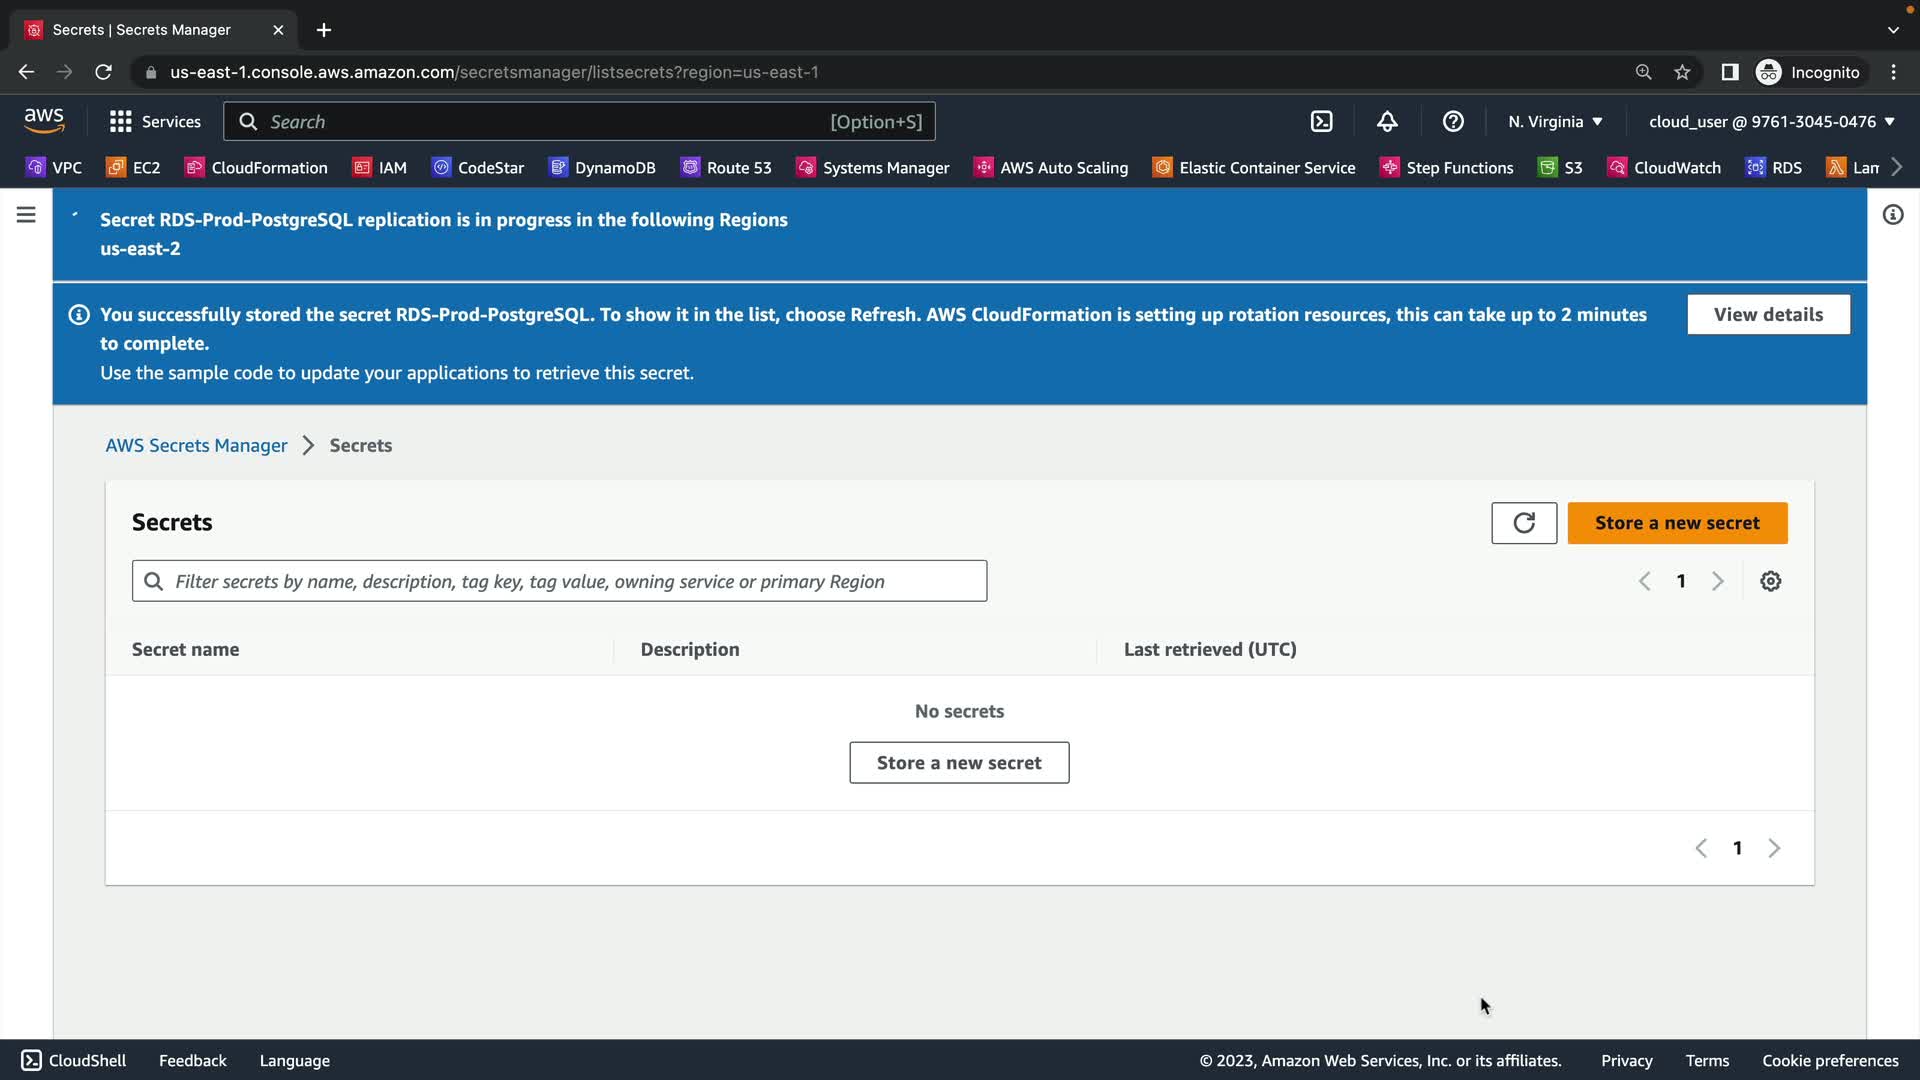 Secrets | Secrets Manager
us-east-1.console.aws.amazon.com/secretsmanager/listsecrets?region=us-east-1
Incognito
aws
Services
Search
[Option+S]
N. Virginia
cloud_user @ 9761-3045-0476
VPC
EC2
CloudFormation
IAM
CodeStar
DynamoDB
Route 53
Systems Manager
AWS Auto Scaling
Elastic Container Service
Step Functions
S3
CloudWatch
RDS
Lam
Secret RDS-Prod-PostgreSQL replication is in progress in the following Regions
us-east-2
You successfully stored the secret RDS-Prod-PostgreSQL. To show it in the list, choose Refresh. AWS CloudFormation is setting up rotation resources, this can take up to 2 minutes
to complete.
Use the sample code to update your applications to retrieve this secret.
View details
AWS Secrets Manager
Secrets
Secrets
Store a new secret
Filter secrets by name, description, tag key, tag value, owning service or primary Region
1
Secret name
Description
Last retrieved (UTC)
No secrets
Store a new secret
1
CloudShell
Feedback
Language
© 2023, Amazon Web Services, Inc. or its affiliates.
Privacy
Terms
Cookie preferences